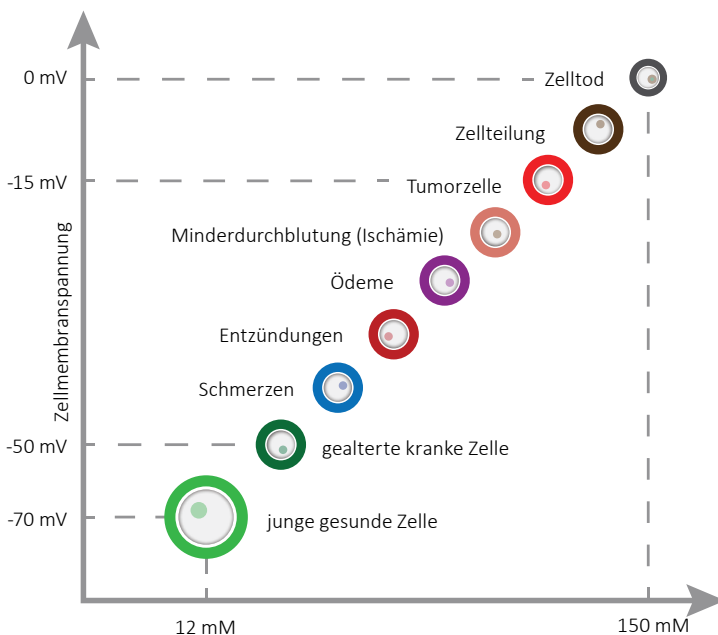 0 mV
Zelltod
Zellteilung
-15 mV
Tumorzelle
Minderdurchblutung (Ischämie)
Zellmembranspannung
Ödeme
Entzündungen
Schmerzen
-50 mV
gealterte kranke Zelle
-70 mV
junge gesunde Zelle
12 mM
150 mM